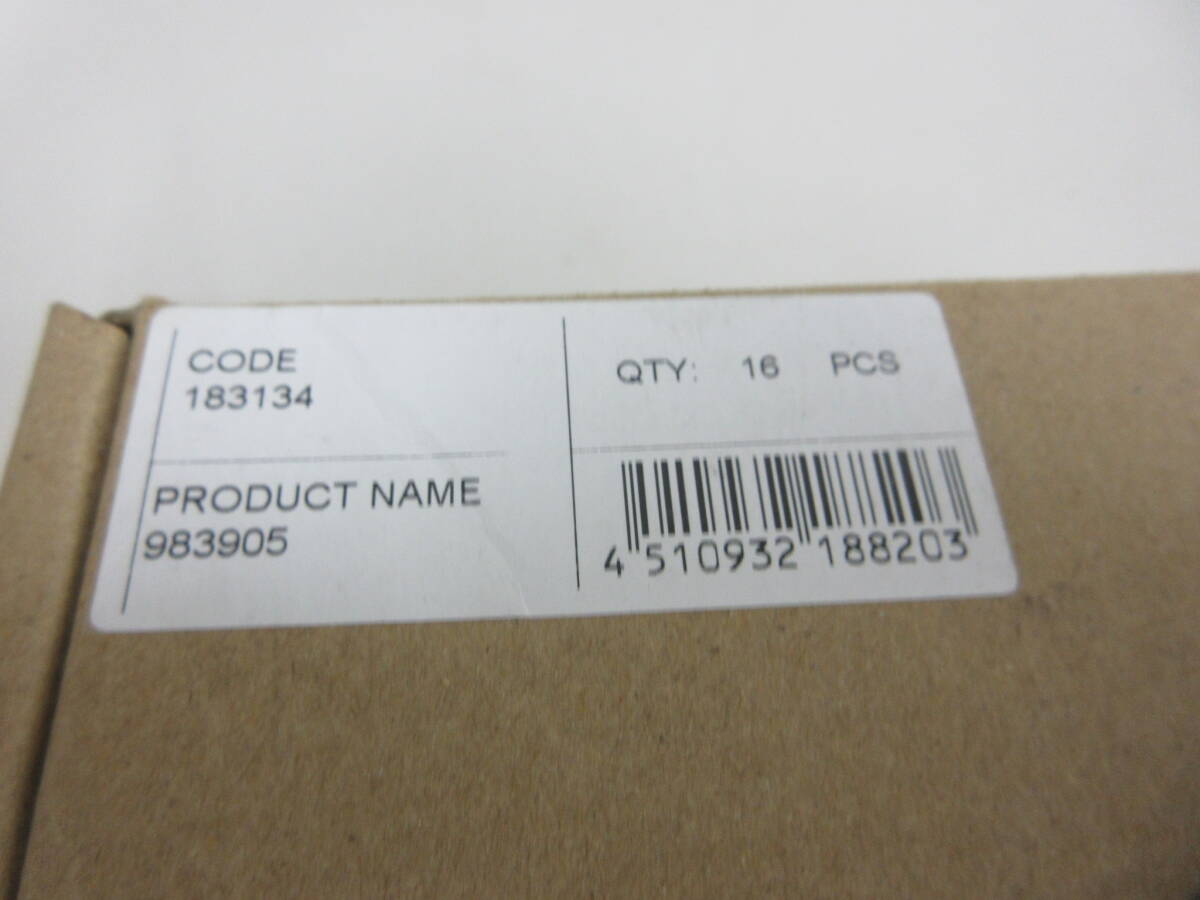 CODE
183134
QTY: 16 PCS
PRODUCT NAME
983905
4 510932 188203